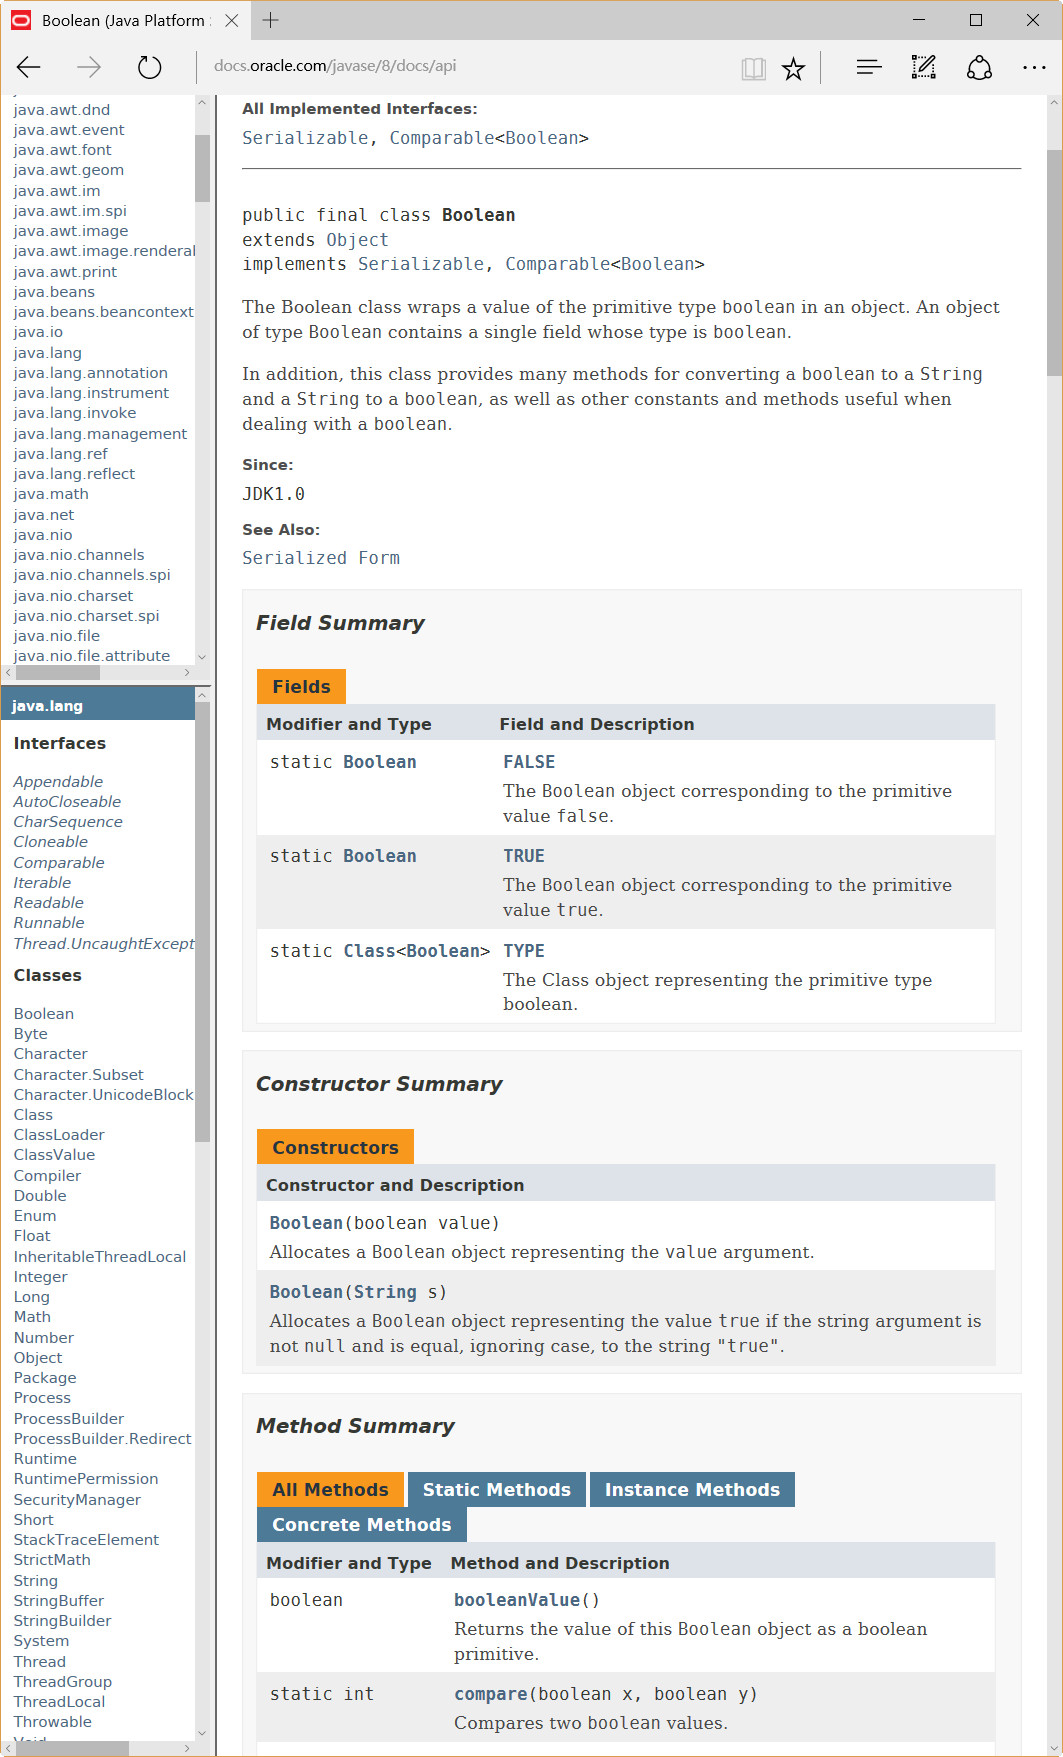 Boolean (Java Platform
docs.oracle.com/javase/8/docs/api
java.awt.dnd
java.awt.event
java.awt.font
java.awt.geom
java.awt.im
java.awt.im.spi
java.awt.image
java.awt.image.renderal
java.awt.print
java.beans
java.beans.beancontext
java.io
java.lang
java.lang.annotation
java.lang.instrument
java.lang.invoke
java.lang.management
java.lang.ref
java.lang.reflect
java.math
java.net
java.nio
java.nio.channels
java.nio.channels.spi
java.nio.charset
java.nio.charset.spi
java.nio.file
java.nio.file.attribute
java.lang
Interfaces
Appendable
AutoCloseable
CharSequence
Cloneable
Comparable
Iterable
Readable
Runnable
Thread.UncaughtExcept
Classes
Boolean
Byte
Character
Character.Subset
Character.UnicodeBlock
Class
ClassLoader
ClassValue
Compiler
Double
Enum
Float
InheritableThreadLocal
Integer
Long
Math
Number
Object
Package
Process
ProcessBuilder
ProcessBuilder.Redirect
Runtime
RuntimePermission
SecurityManager
Short
StackTraceElement
StrictMath
String
StringBuffer
StringBuilder
System
Thread
ThreadGroup
ThreadLocal
Throwable
Void
All Implemented Interfaces:
Serializable, Comparable<Boolean>
public final class Boolean
extends Object
implements Serializable, Comparable<Boolean>
The Boolean class wraps a value of the primitive type boolean in an object. An object
of type Boolean contains a single field whose type is boolean.
In addition, this class provides many methods for converting a boolean to a String
and a String to a boolean, as well as other constants and methods useful when
dealing with a boolean.
Since:
JDK1.0
See Also:
Serialized Form
Field Summary
Fields
Modifier and Type Field and Description
static Boolean FALSE
The Boolean object corresponding to the primitive
value false.
static Boolean TRUE
The Boolean object corresponding to the primitive
value true.
static Class<Boolean> TYPE
The Class object representing the primitive type
boolean.
Constructor Summary
Constructors
Constructor and Description
Boolean(boolean value)
Allocates a Boolean object representing the value argument.
Boolean(String s)
Allocates a Boolean object representing the value true if the string argument is
not null and is equal, ignoring case, to the string "true".
Method Summary
All Methods Static Methods Instance Methods
Concrete Methods
Modifier and Type Method and Description
boolean booleanValue()
Returns the value of this Boolean object as a boolean
primitive.
static int compare(boolean x, boolean y)
Compares two boolean values.